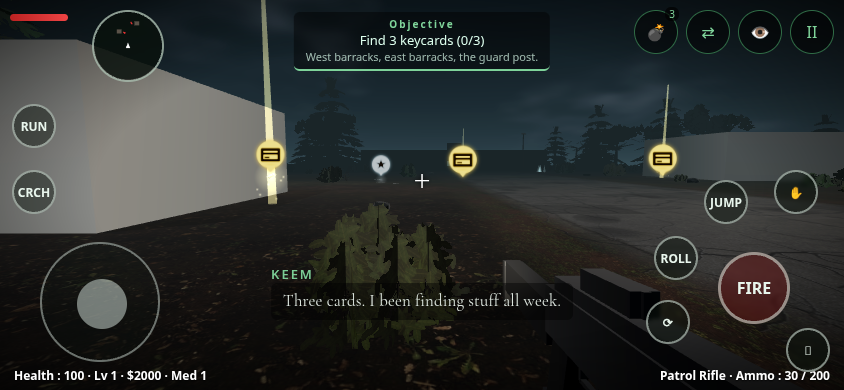 Objective
Find 3 keycards (0/3)
West barracks, east barracks, the guard post.
3
II
RUN
CRCH
JUMP
ROLL
FIRE
KEEM
Three cards. I been finding stuff all week.
Health : 100 · Lv 1 · $2000 · Med 1
Patrol Rifle · Ammo : 30 / 200